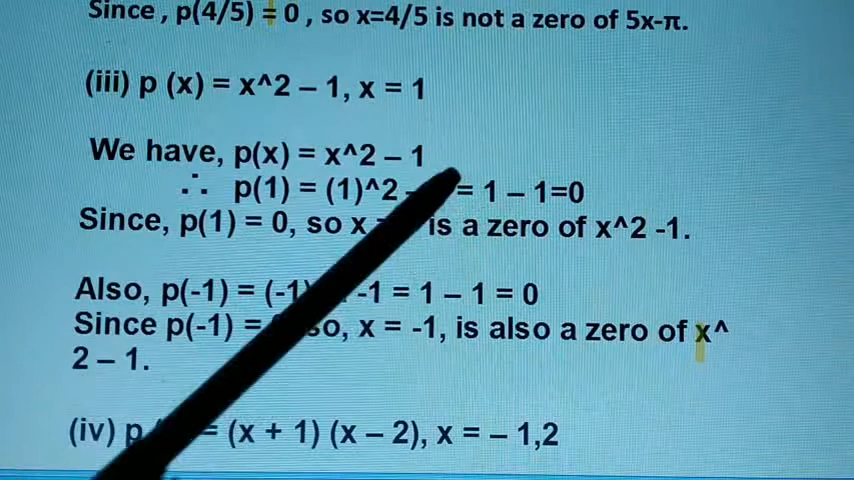 Since , p(4/5) = 0 , so x=4/5 is not a zero of 5x-π.
(iii) p (x) = x^2 – 1, x = 1
We have, p(x) = x^2 – 1
∴ p(1) = (1)^2 - = 1 – 1=0
Since, p(1) = 0, so x is a zero of x^2 -1.
Also, p(-1) = (-1) -1 = 1 – 1 = 0
Since p(-1) = so, x = -1, is also a zero of x^
2 – 1.
(iv) p = (x + 1) (x – 2), x = – 1,2